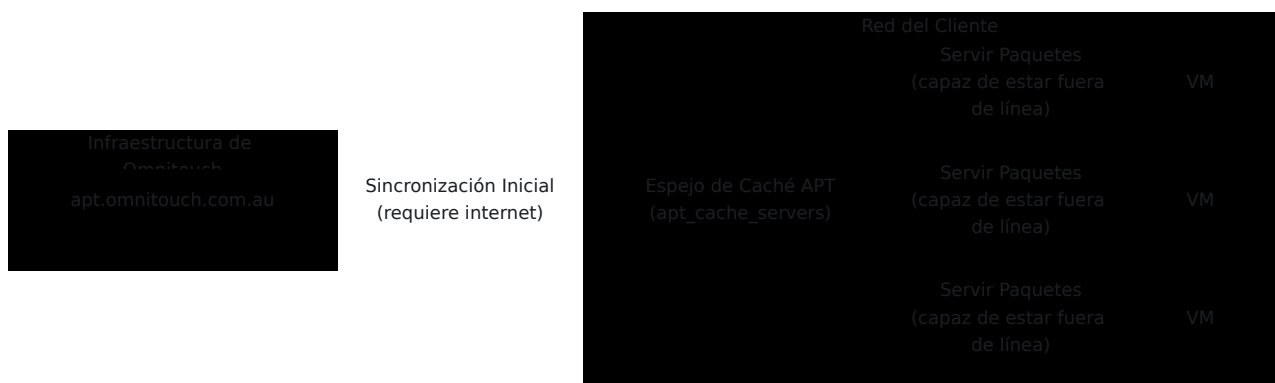 Infraestructura de
Omnitouch
apt.omnitouch.com.au
Sincronización Inicial
(requiere internet)
Red del Cliente
Espejo de Caché APT
(apt_cache_servers)
Servir Paquetes
(capaz de estar fuera
de línea)
VM
Servir Paquetes
(capaz de estar fuera
de línea)
VM
Servir Paquetes
(capaz de estar fuera
de línea)
VM